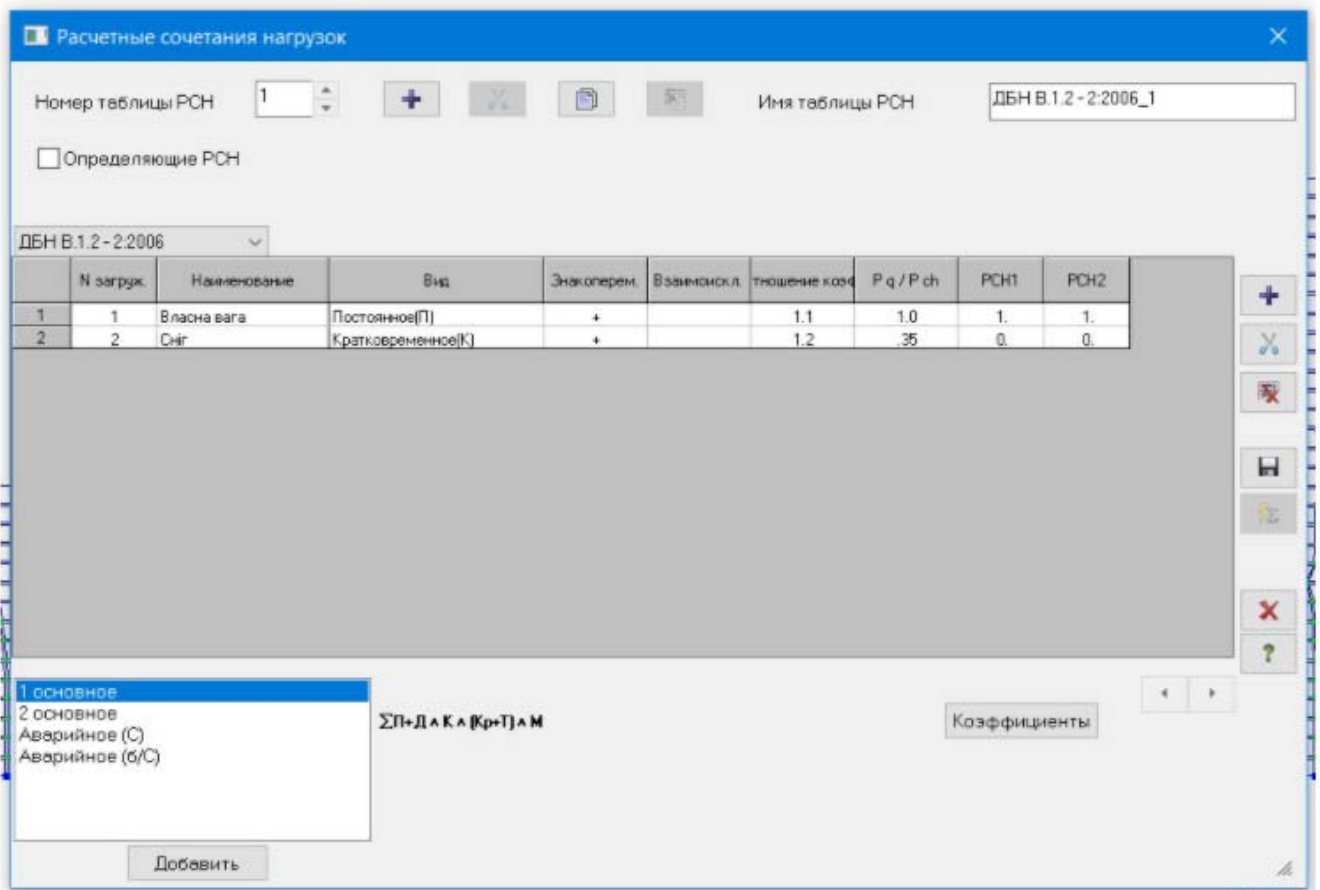 Расчетные сочетания нагрузок
Номер таблицы РСН 1 Имя таблицы РСН ДБН В.1.2 - 2:2006_1
Определяющие РСН
ДБН В.1.2 - 2:2006
N загруж. Наименование Вид Знакоперем. Взаимоискл. тношение коэф P q / P ch РСН1 РСН2
1 1 Власна вага Постоянное(П) + 1.1 1.0 1. 1.
2 2 Сніг Кратковременное(К) + 1.2 .35 0. 0.
1 основное
2 основное
Аварийное (С)
Аварийное (б/С)
∑П+Д ∧ К ∧ (Кр+Т) ∧ М
Коэффициенты
Добавить